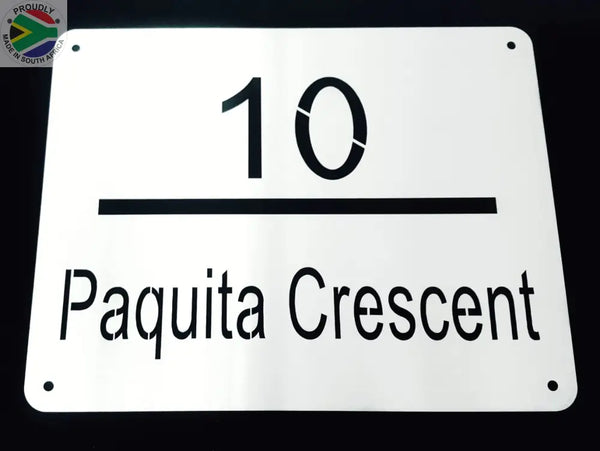 PROUDLY
MADE IN SOUTH AFRICA
10
Paquita Crescent